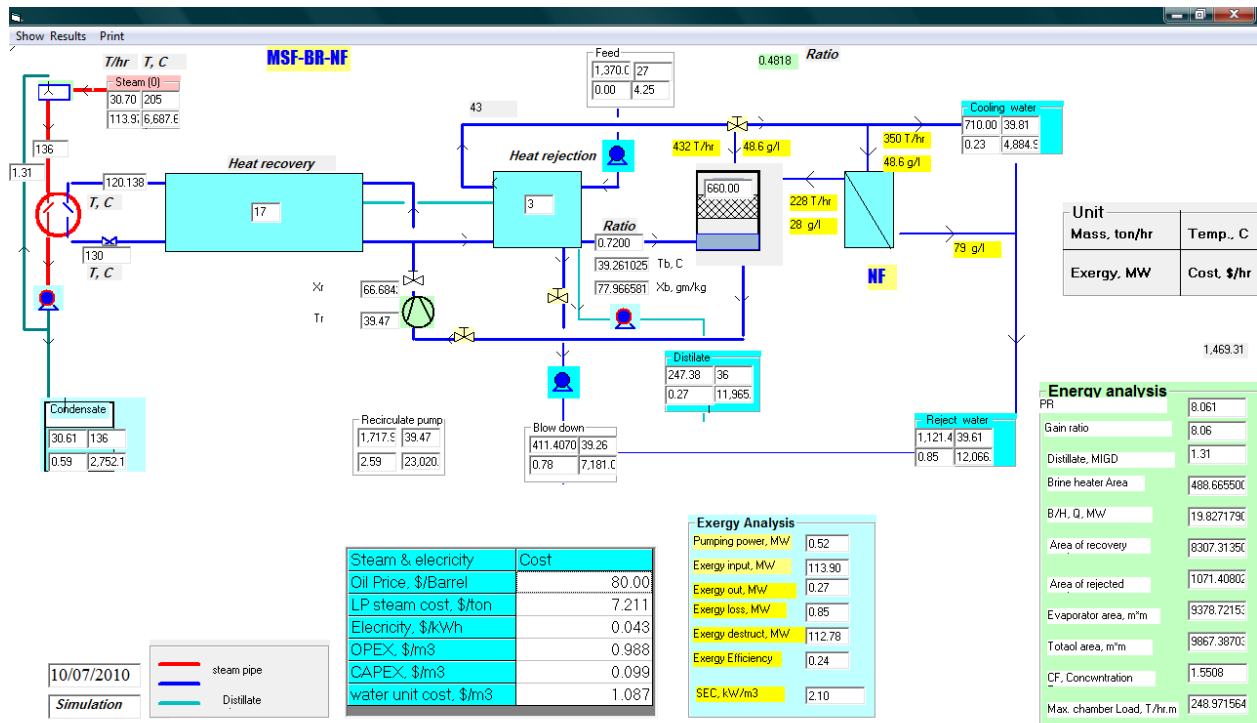 Show Results Print
T/hr T, C
MSF-BR-NF
Feed
0.4818 Ratio
Steam (0)
30.70 205
113.97 6,687.6
1,370.0 27
0.00 4.25
43
Cooling water
710.00 39.81
0.23 4,884.9
136
1.31
432 T/hr 48.6 g/l
350 T/hr
48.6 g/l
Heat recovery
Heat rejection
120.138
T, C
17
3
660.00
228 T/hr
28 g/l
Ratio
0.7200
79 g/l
NF
130
T, C
39.261025 Tb, C
77.966581 Xb, gm/kg
Unit
Mass, ton/hr Temp., C
Exergy, MW Cost, $/hr
Xr 66.684
Tr 39.47
1,469.31
Distilate
247.38 36
0.27 11,965.
Condensate
30.61 136
0.59 2,752.1
Recirculate pump
1,717.9 39.47
2.59 23,020.
Blow down
411.4070 39.26
0.78 7,181.0
Reject water
1,121.4 39.61
0.85 12,066.
Energy analysis
PR 8.061
Gain ratio 8.06
Distillate, MIGD 1.31
Brine heater Area 488.665500
B/H, Q, MW 19.8271790
Area of recovery 8307.31350
Area of rejected 1071.40802
Evaporator area, m*m 9378.72153
Totaol area, m*m 9867.38703
CF, Concwntration 1.5508
Max. chamber Load, T/hr.m 248.971564
Steam & elecricity Cost
Oil Price, $/Barrel 80.00
LP steam cost, $/ton 7.211
Elecricity, $/kWh 0.043
OPEX, $/m3 0.988
CAPEX, $/m3 0.099
water unit cost, $/m3 1.087
Exergy Analysis
Pumping power, MW 0.52
Exergy input, MW 113.90
Exergy out, MW 0.27
Exergy loss, MW 0.85
Exergy destruct, MW 112.78
Exergy Efficiency 0.24
SEC, kW/m3 2.10
10/07/2010
Simulation
steam pipe
Distillate